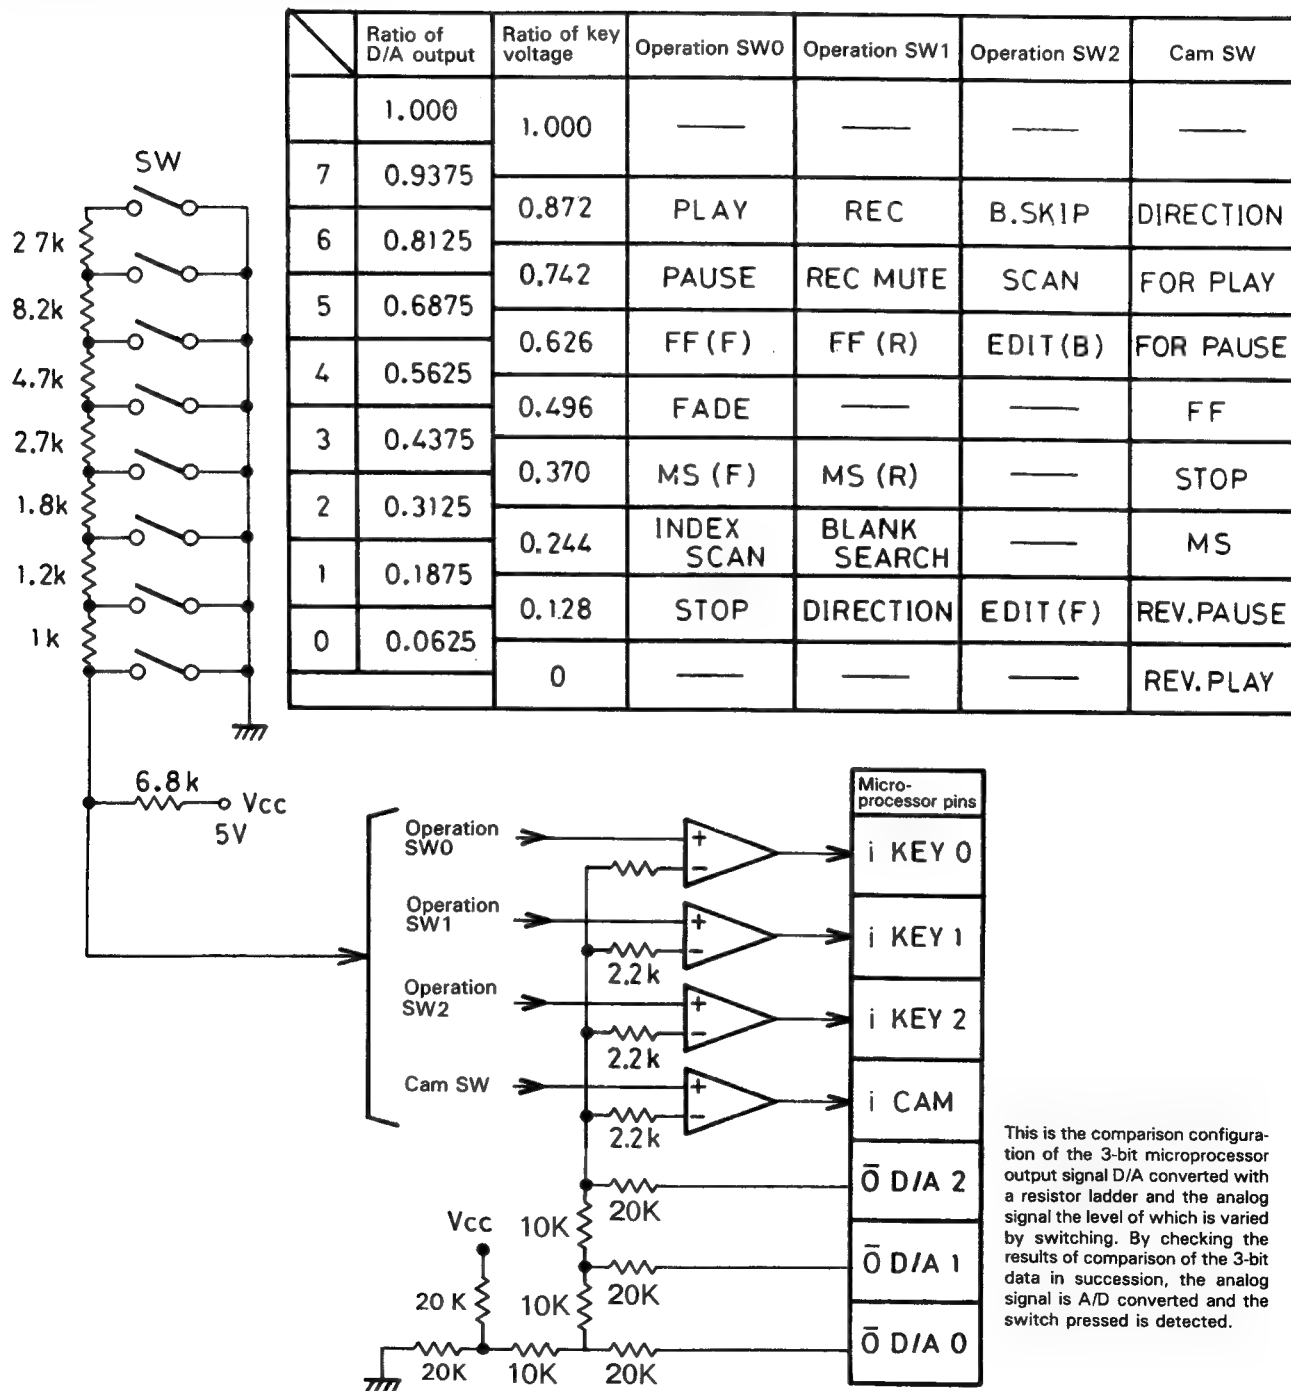 Ratio of D/A output
Ratio of key voltage
Operation SW0
Operation SW1
Operation SW2
Cam SW
1.000
1.000
—
—
—
—
7
0.9375
0.872
PLAY
REC
B.SKIP
DIRECTION
6
0.8125
0.742
PAUSE
REC MUTE
SCAN
FOR PLAY
5
0.6875
0.626
FF (F)
FF (R)
EDIT (B)
FOR PAUSE
4
0.5625
0.496
FADE
—
—
FF
3
0.4375
0.370
MS (F)
MS (R)
—
STOP
2
0.3125
0.244
INDEX SCAN
BLANK SEARCH
—
MS
1
0.1875
0.128
STOP
DIRECTION
EDIT (F)
REV.PAUSE
0
0.0625
0
—
—
—
REV.PLAY
SW
2 7k
8.2k
4.7k
2.7k
1.8k
1.2k
1k
6.8k
Vcc
5V
Operation
SW0
Operation
SW1
Operation
SW2
Cam SW
+
−
+
−
2.2k
+
−
2.2k
+
−
2.2k
Micro-
processor pins
i KEY 0
i KEY 1
i KEY 2
i CAM
Ō D/A 2
Ō D/A 1
Ō D/A 0
20K
10K
20K
10K
20K
Vcc
20 K
20K
10K
This is the comparison configura-
tion of the 3-bit microprocessor
output signal D/A converted with
a resistor ladder and the analog
signal the level of which is varied
by switching. By checking the
results of comparison of the 3-bit
data in succession, the analog
signal is A/D converted and the
switch pressed is detected.